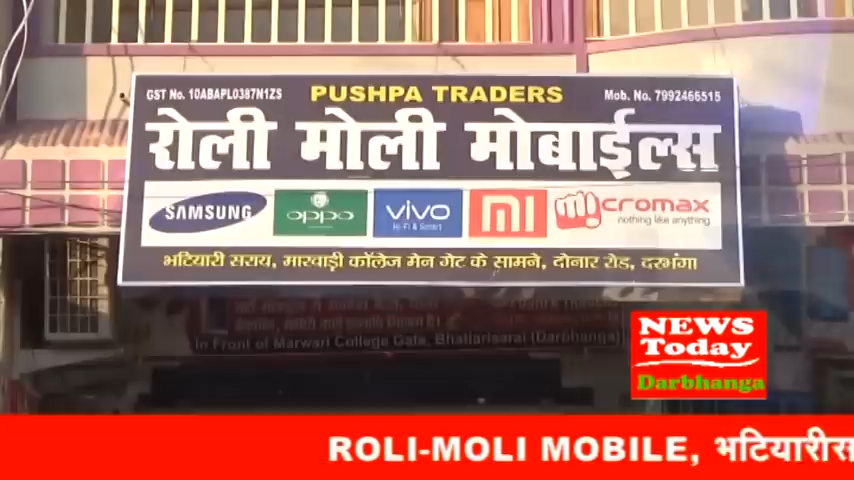 GST No. 10ABAPL0387N1ZS
PUSHPA TRADERS
Mob. No. 7992466515
रोली मोली मोबाईल्स
SAMSUNG
oppo
vivo
Hi-Fi & Smart
mi
micromax
nothing like anything
भटियारी सराय, मारवाड़ी कॉलेज मेन गेट के सामने, दोनार रोड, दरभंगा
In Front of Marwari College Gate, Bhatiarisarai (Darbhanga)
NEWS
Today
Darbhanga
ROLI-MOLI MOBILE, भटियारीस